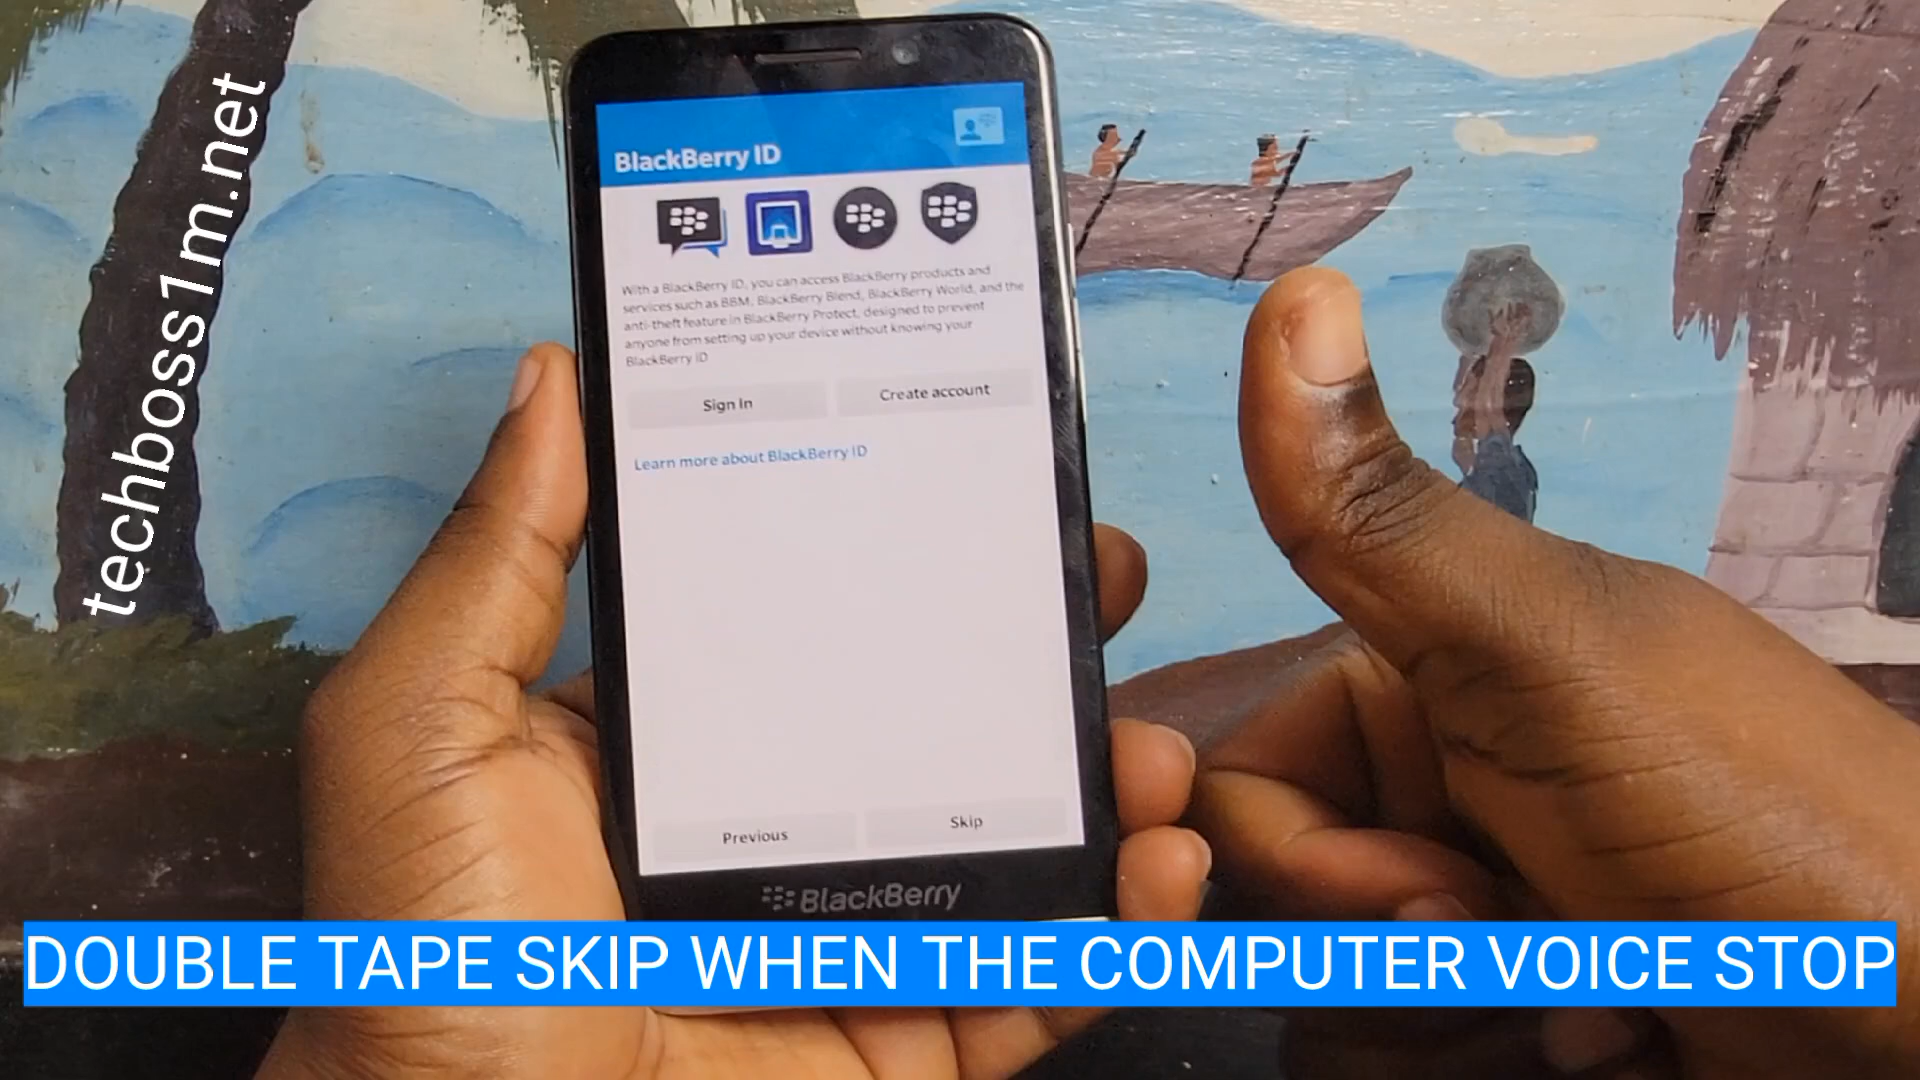 techboss1m.net
BlackBerry ID
With a BlackBerry ID, you can access BlackBerry products and
services such as BBM, BlackBerry Blend, BlackBerry World, and the
anti-theft feature in BlackBerry Protect, designed to prevent
anyone from setting up your device without knowing your
BlackBerry ID
Sign In
Create account
Learn more about BlackBerry ID
Previous
Skip
BlackBerry
DOUBLE TAPE SKIP WHEN THE COMPUTER VOICE STOP